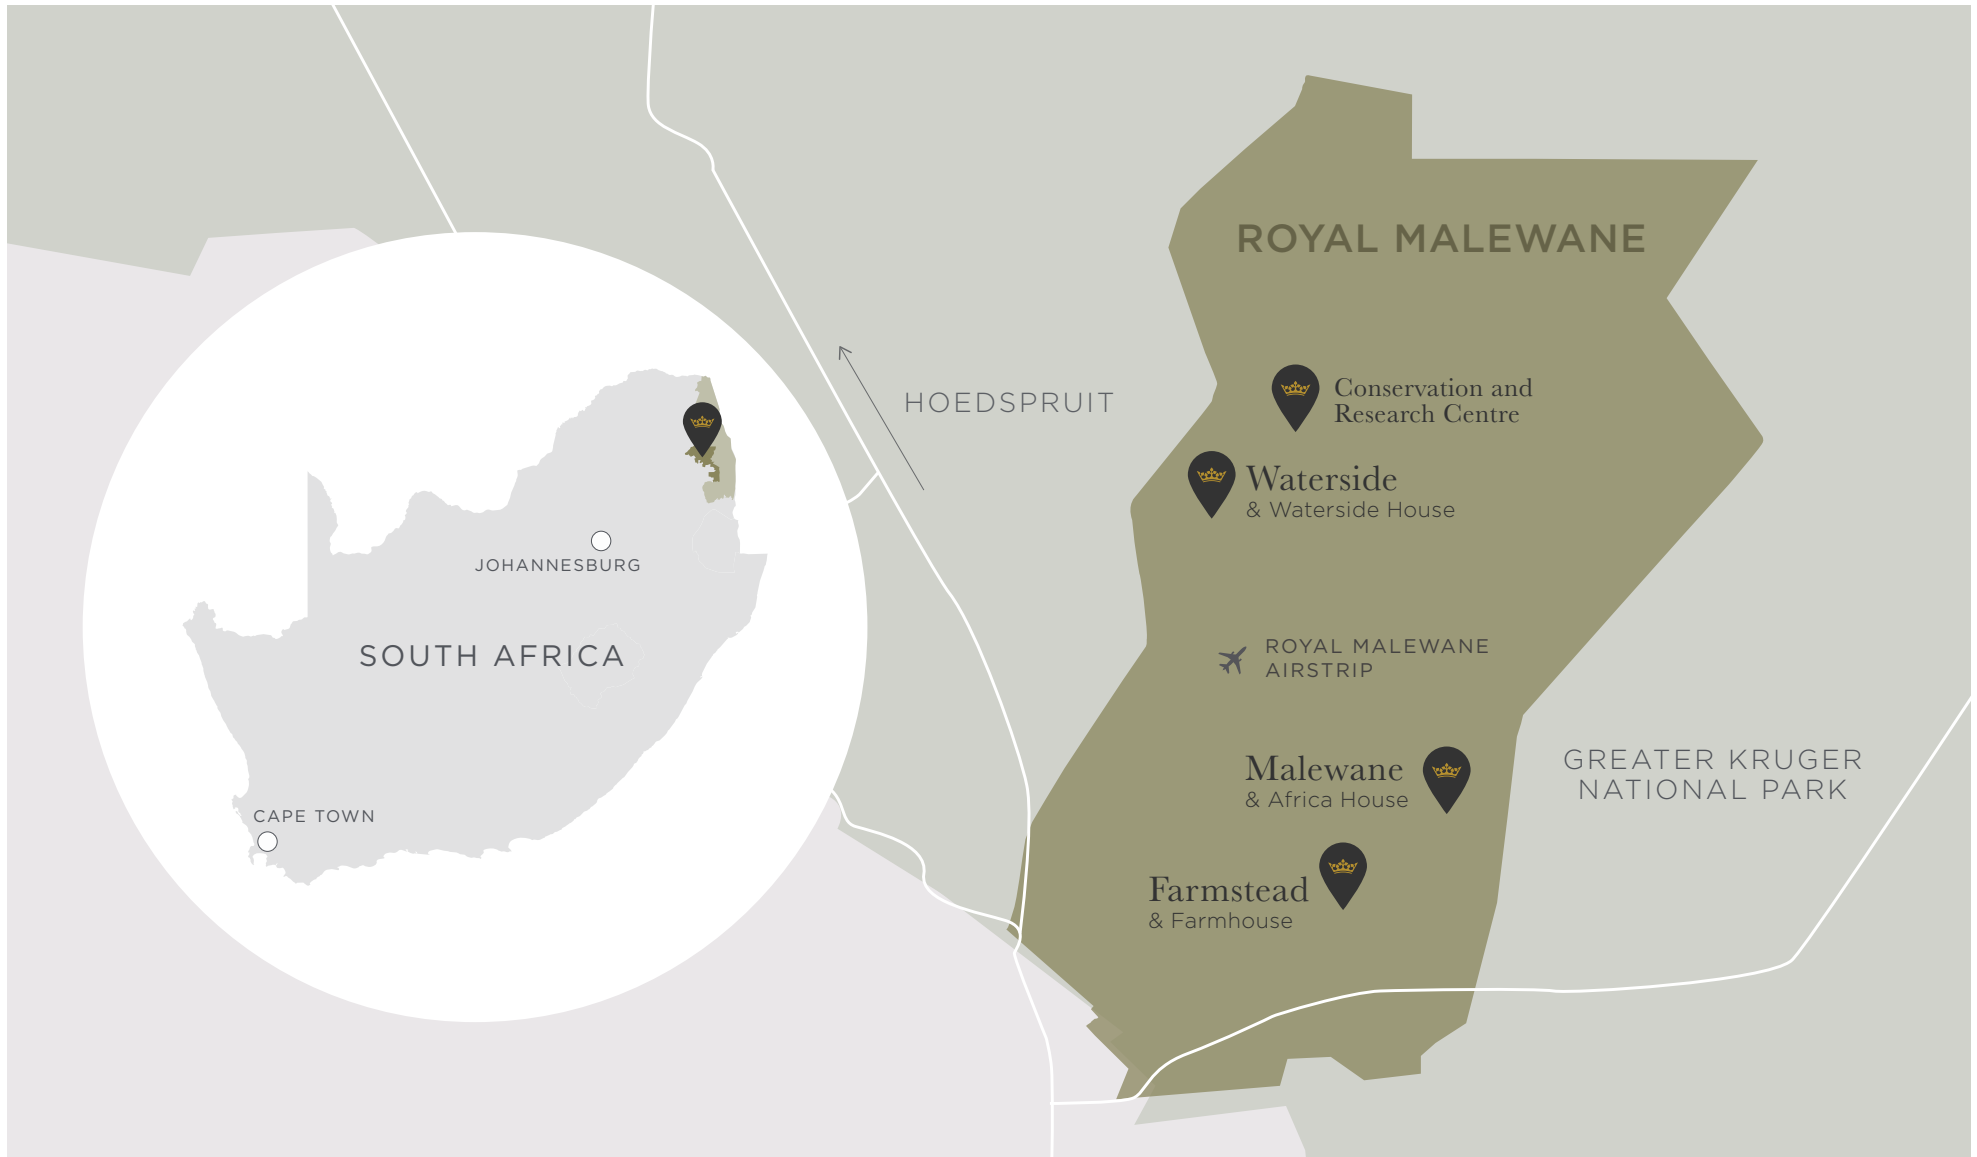 ROYAL MALEWANE
Conservation and
Research Centre
HOEDSPRUIT
Waterside
& Waterside House
JOHANNESBURG
SOUTH AFRICA
ROYAL MALEWANE
AIRSTRIP
GREATER KRUGER
NATIONAL PARK
Malewane
& Africa House
CAPE TOWN
Farmstead
& Farmhouse